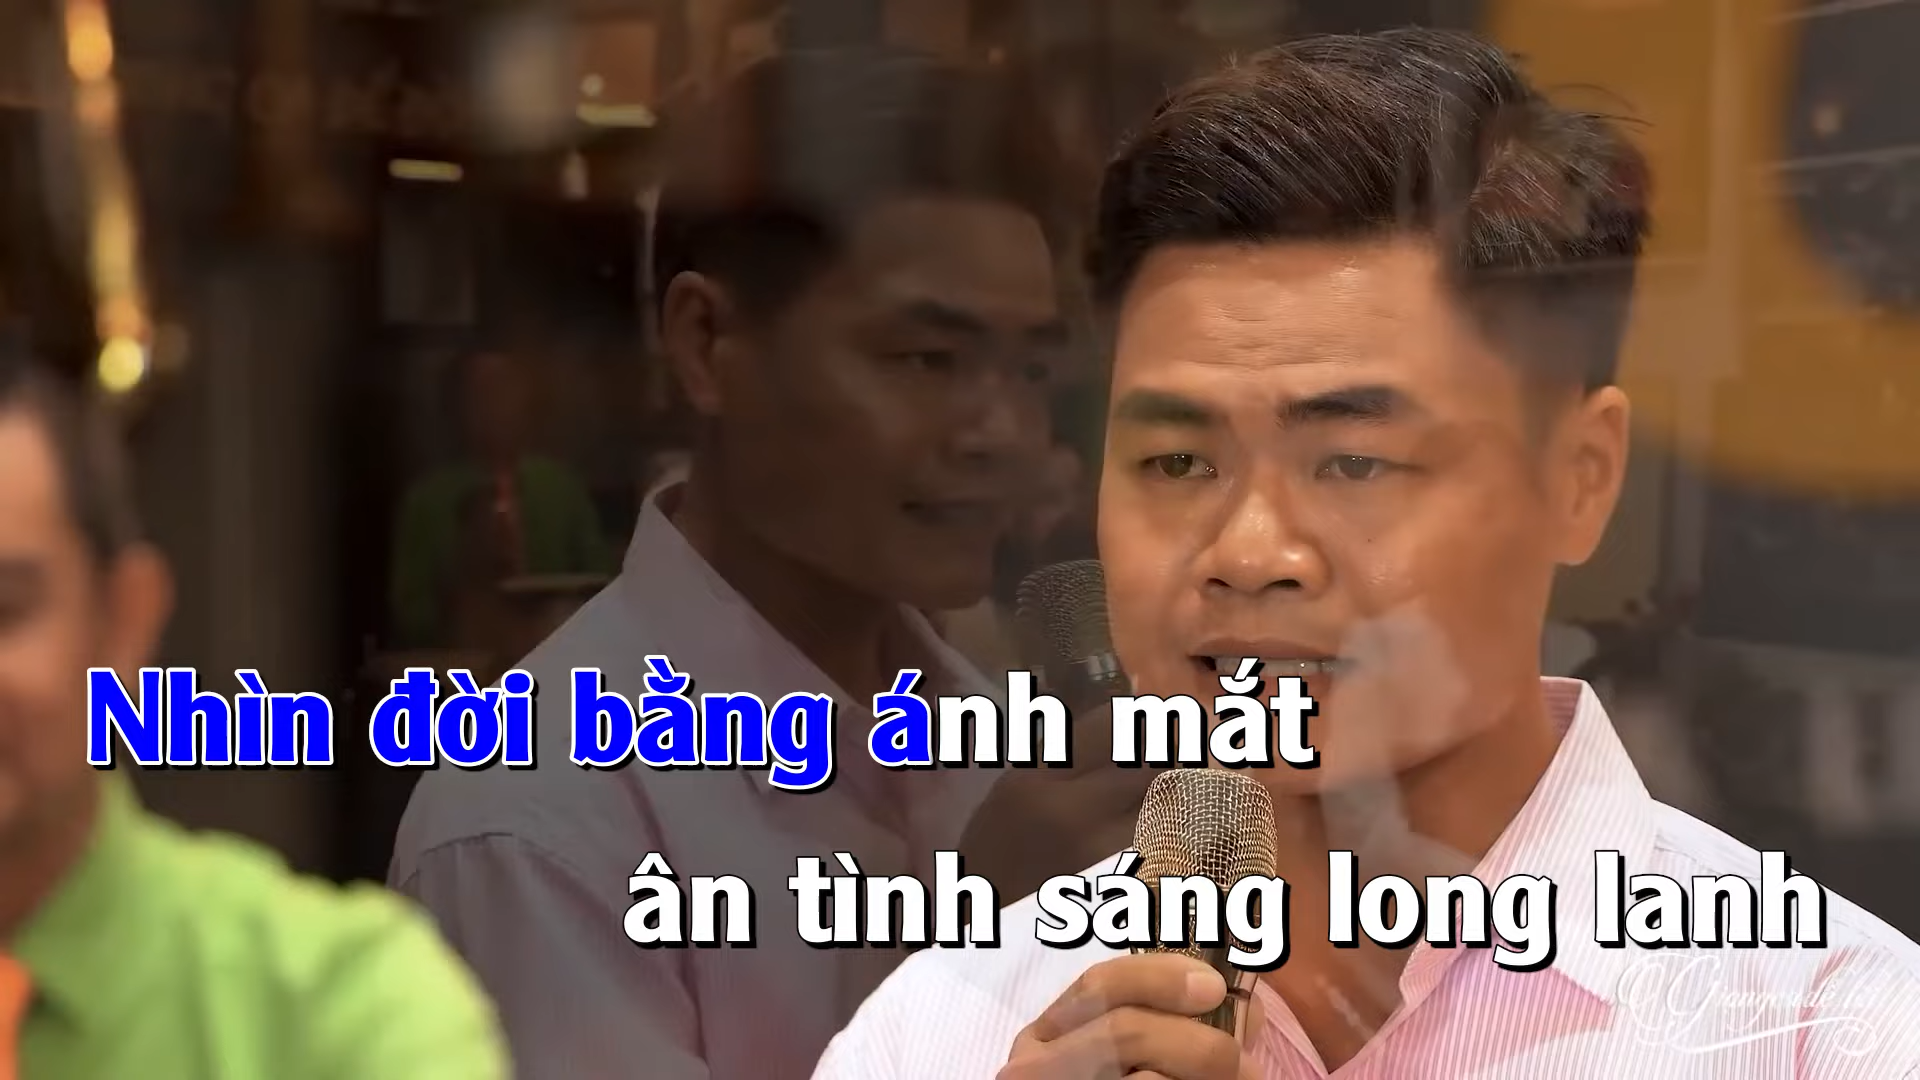 Nhìn đời bằng ánh mắt
ân tình sáng long lanh